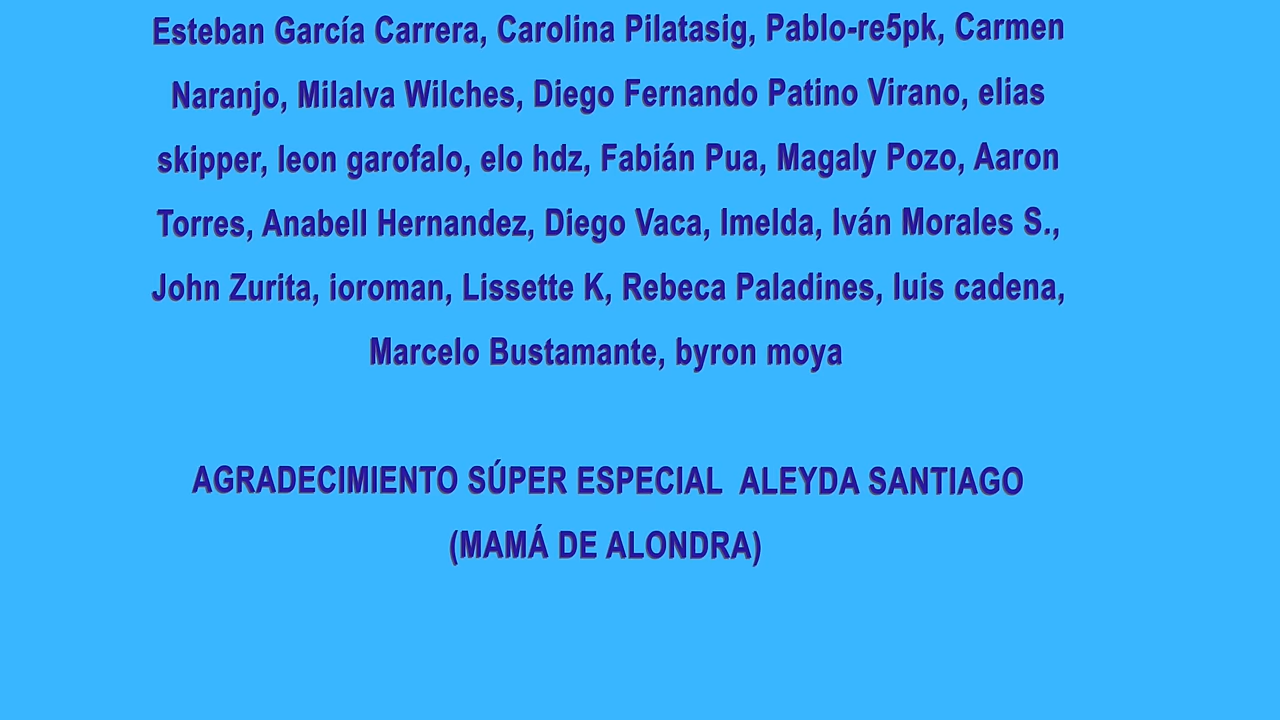 Esteban García Carrera, Carolina Pilatasig, Pablo-re5pk, Carmen
Naranjo, Milalva Wilches, Diego Fernando Patino Virano, elias
skipper, leon garofalo, elo hdz, Fabián Pua, Magaly Pozo, Aaron
Torres, Anabell Hernandez, Diego Vaca, Imelda, Iván Morales S.,
John Zurita, ioroman, Lissette K, Rebeca Paladines, luis cadena,
Marcelo Bustamante, byron moya
AGRADECIMIENTO SÚPER ESPECIAL  ALEYDA SANTIAGO
(MAMÁ DE ALONDRA)